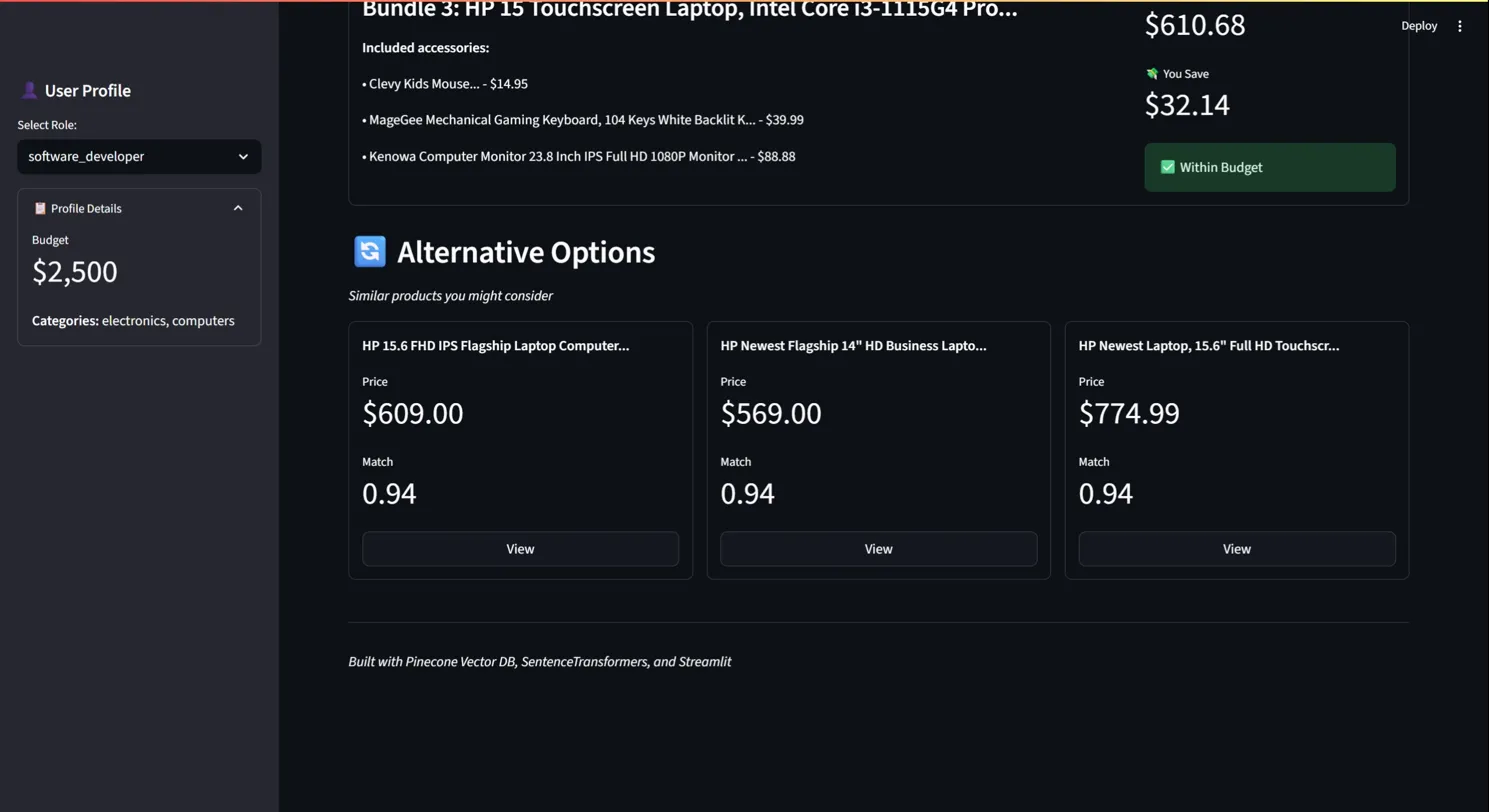 Bundle 3: HP 15 Touchscreen Laptop, Intel Core i3-1115G4 Pro...
$610.68
Deploy
Included accessories:
• Clevy Kids Mouse... - $14.95
• MageGee Mechanical Gaming Keyboard, 104 Keys White Backlit K... - $39.99
• Kenowa Computer Monitor 23.8 Inch IPS Full HD 1080P Monitor ... - $88.88
You Save
$32.14
Within Budget
User Profile
Select Role:
software_developer
Profile Details
Budget
$2,500
Categories: electronics, computers
Alternative Options
Similar products you might consider
HP 15.6 FHD IPS Flagship Laptop Computer...
Price
$609.00
Match
0.94
View
HP Newest Flagship 14" HD Business Lapto...
Price
$569.00
Match
0.94
View
HP Newest Laptop, 15.6" Full HD Touchscr...
Price
$774.99
Match
0.94
View
Built with Pinecone Vector DB, SentenceTransformers, and Streamlit